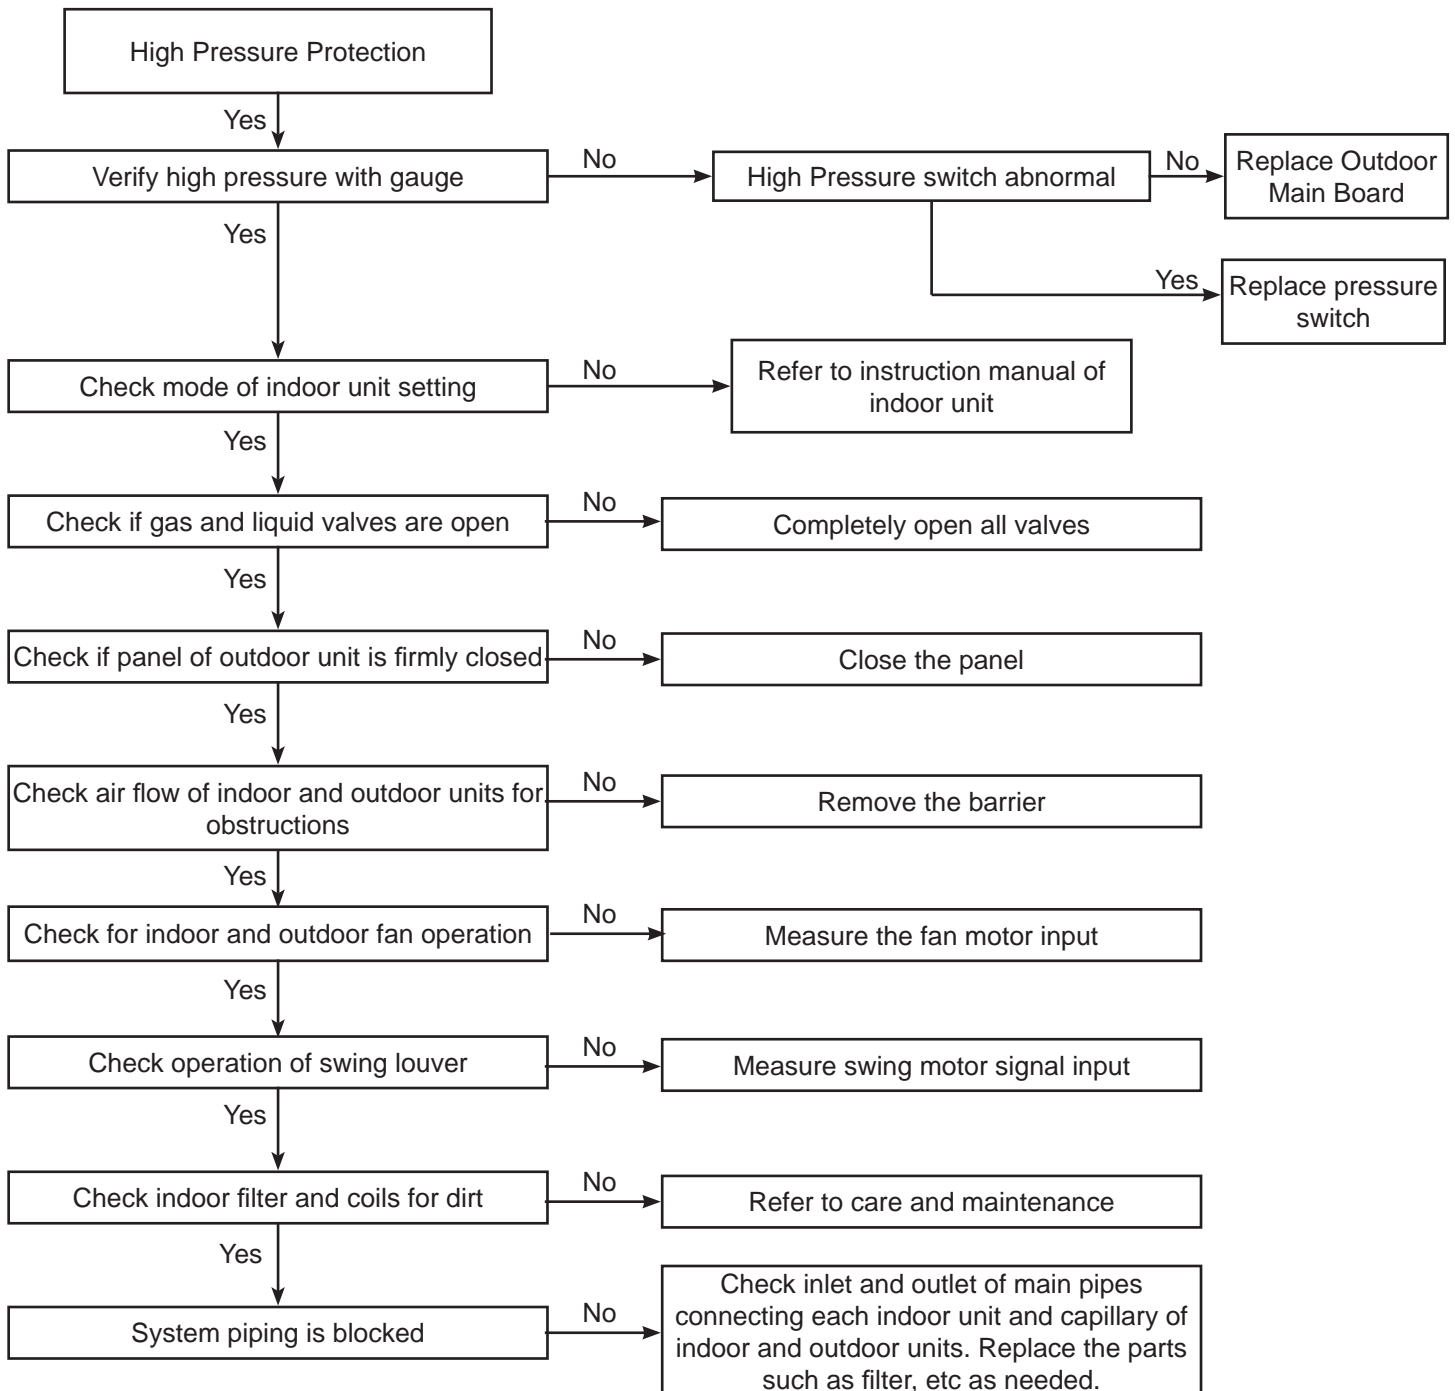 High Pressure Protection
Yes
Verify high pressure with gauge
No
High Pressure switch abnormal
No
Replace Outdoor
Main Board
Yes
Yes
Replace pressure
switch
Check mode of indoor unit setting
No
Refer to instruction manual of
indoor unit
Yes
Check if gas and liquid valves are open
No
Completely open all valves
Yes
Check if panel of outdoor unit is firmly closed
No
Close the panel
Yes
Check air flow of indoor and outdoor units for
obstructions
No
Remove the barrier
Yes
Check for indoor and outdoor fan operation
No
Measure the fan motor input
Yes
Check operation of swing louver
No
Measure swing motor signal input
Yes
Check indoor filter and coils for dirt
No
Refer to care and maintenance
Yes
System piping is blocked
No
Check inlet and outlet of main pipes
connecting each indoor unit and capillary of
indoor and outdoor units. Replace the parts
such as filter, etc as needed.